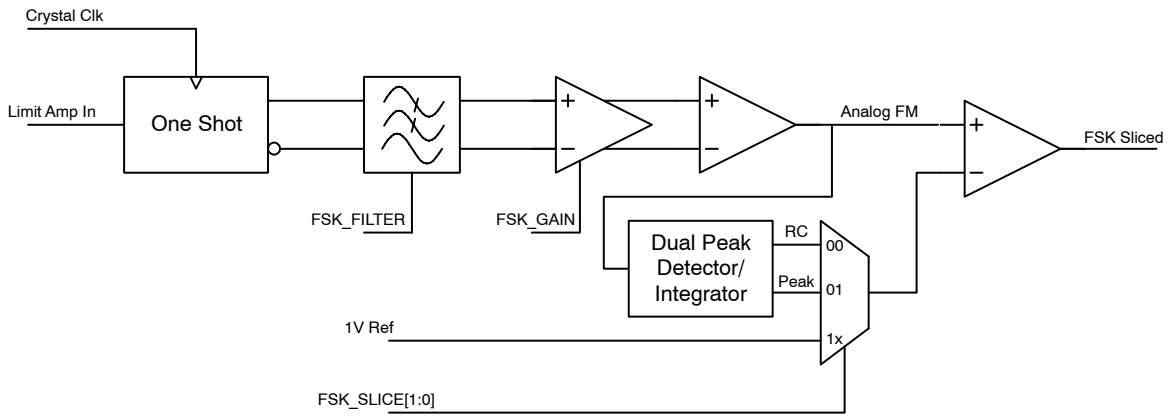 Crystal Clk
Limit Amp In
One Shot
+
−
+
−
Analog FM
+
−
FSK Sliced
FSK_FILTER
FSK_GAIN
Dual Peak
Detector/
Integrator
RC
00
Peak
01
1V Ref
1x
FSK_SLICE[1:0]